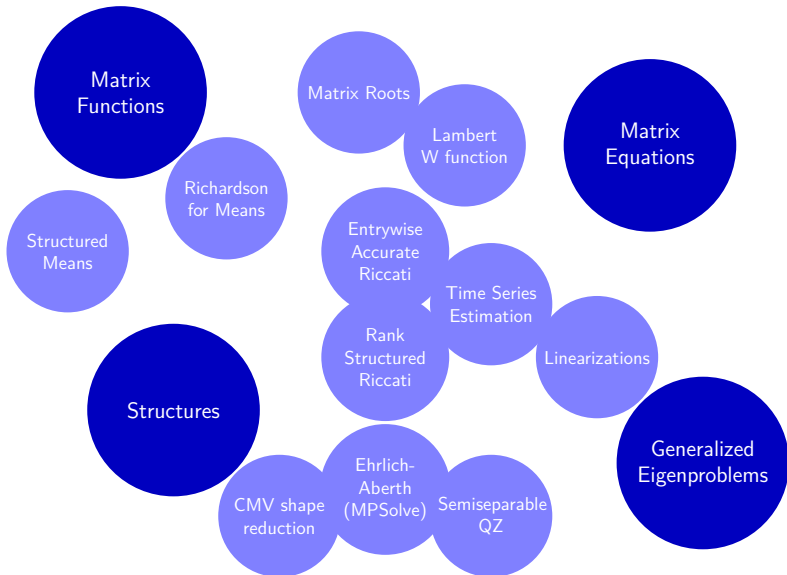 Matrix
Functions
Matrix Roots
Lambert
W function
Matrix
Equations
Richardson
for Means
Structured
Means
Entrywise
Accurate
Riccati
Time Series
Estimation
Rank
Structured
Riccati
Linearizations
Structures
Generalized
Eigenproblems
CMV shape
reduction
Ehrlich-
Aberth
(MPSolve)
Semiseparable
QZ